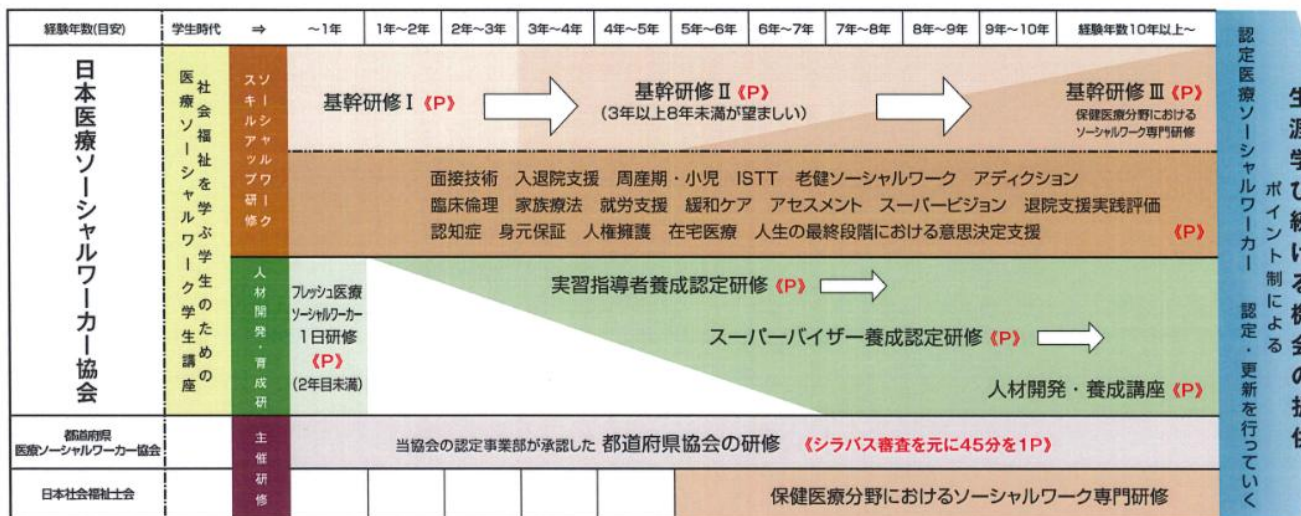 経験年数(目安)　学生時代　⇒　～1年　1年～2年　2年～3年　3年～4年　4年～5年　5年～6年　6年～7年　7年～8年　8年～9年　9年～10年　経験年数10年以上～
日本医療ソーシャルワーカー協会
社会福祉を学ぶ学生のための
医療ソーシャルワーク学生講座
ソーシャルワーク
スキルアップ研修
基幹研修 Ⅰ 《P》
基幹研修 Ⅱ 《P》
(3年以上8年未満が望ましい)
基幹研修 Ⅲ 《P》
保健医療分野における
ソーシャルワーク専門研修
面接技術　入退院支援　周産期・小児　ISTT　老健ソーシャルワーク　アディクション
臨床倫理　家族療法　就労支援　緩和ケア　アセスメント　スーパービジョン　退院支援実践評価
認知症　身元保証　人権擁護　在宅医療　人生の最終段階における意思決定支援　《P》
人材開発・育成研
フレッシュ医療
ソーシャルワーカー
1日研修
《P》
(2年目未満)
実習指導者養成認定研修 《P》
スーパーバイザー養成認定研修 《P》
人材開発・養成講座 《P》
都道府県
医療ソーシャルワーカー協会
主催研修
当協会の認定事業部が承認した 都道府県協会の研修 《シラバス審査を元に45分を1P》
日本社会福祉士会
保健医療分野におけるソーシャルワーク専門研修
生涯学び続ける機会の
ポイント制による
認定医療ソーシャルワーカー　認定・更新を行っていく